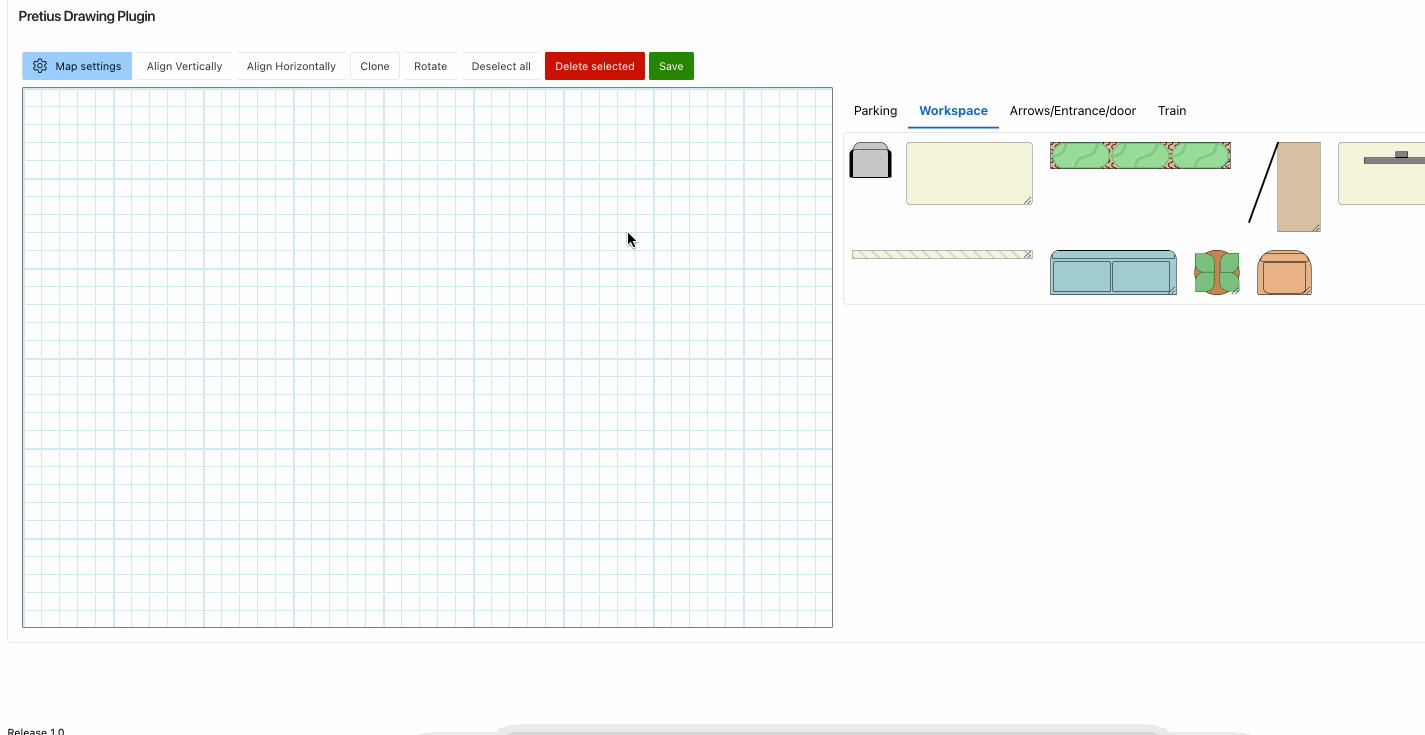 Pretius Drawing Plugin
Map settings Align Vertically Align Horizontally Clone Rotate Deselect all Delete selected Save
Parking Workspace Arrows/Entrance/door Train
Release 1.0